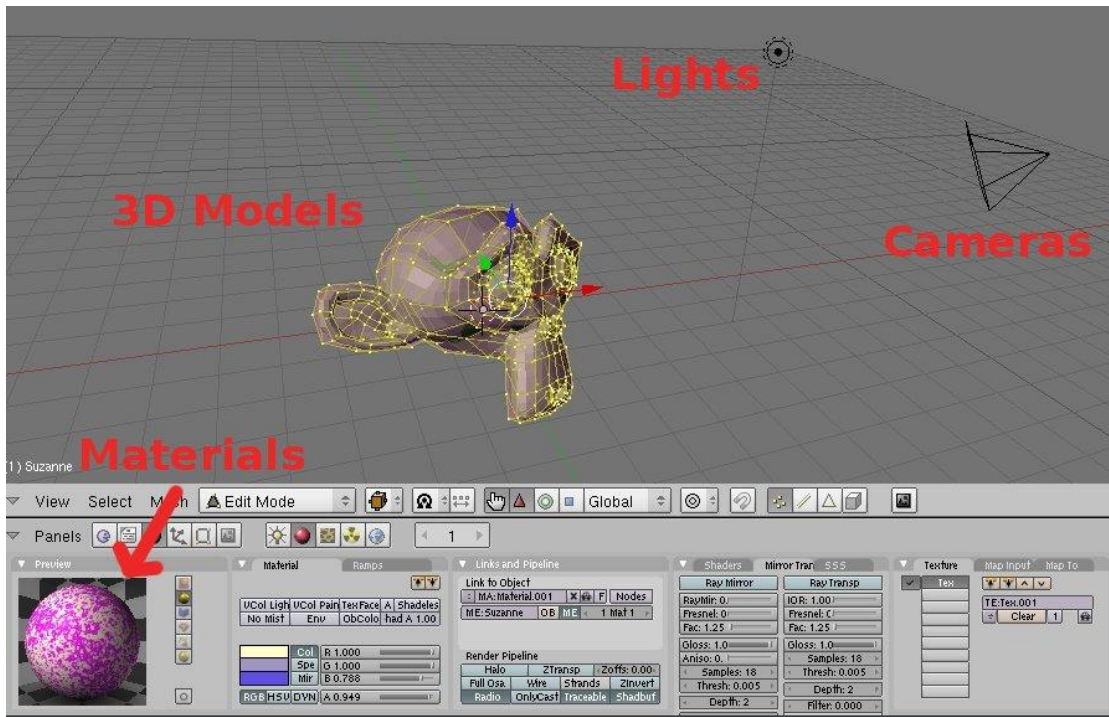 Lights
3D Models
Cameras
Materials
(1) Suzanne
View Select Mesh Edit Mode Global
Panels 1
Preview
Material Ramps
VCol Ligh VCol Pain TexFace A Shadeles
No Mist Env ObColo had A 1.00
Col R 1.000
Spe G 1.000
Mir B 0.788
RGB HSV DYN A 0.949
Links and Pipeline
Link to Object
MA:Material.001 X F Nodes
ME:Suzanne OB ME 1 Mat 1
Render Pipeline
Halo ZTransp Zoffs: 0.00
Full Osa Wire Strands ZInvert
Radio OnlyCast Traceable Shadbuf
Shaders Mirror Tran SSS
Ray Mirror Ray Transp
RayMir: 0. IOR: 1.00
Fresnel: 0 Fresnel: 0
Fac: 1.25 Fac: 1.25
Gloss: 1.0 Gloss: 1.0
Aniso: 0. Samples: 18
Samples: 18 Thresh: 0.005
Thresh: 0.005 Depth: 2
Depth: 2 Filter: 0.000
Texture Map Input Map To
Tex
TE:Tex.001
Clear 1